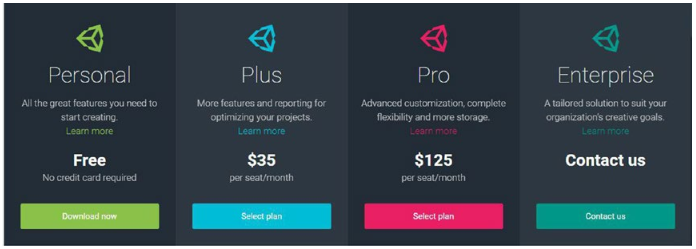 Personal
All the great features you need to
start creating.
Learn more
Free
No credit card required
Download now
Plus
More features and reporting for
optimizing your projects.
Learn more
$35
per seat/month
Select plan
Pro
Advanced customization, complete
flexibility and more storage.
Learn more
$125
per seat/month
Select plan
Enterprise
A tailored solution to suit your
organization's creative goals.
Learn more
Contact us
Contact us